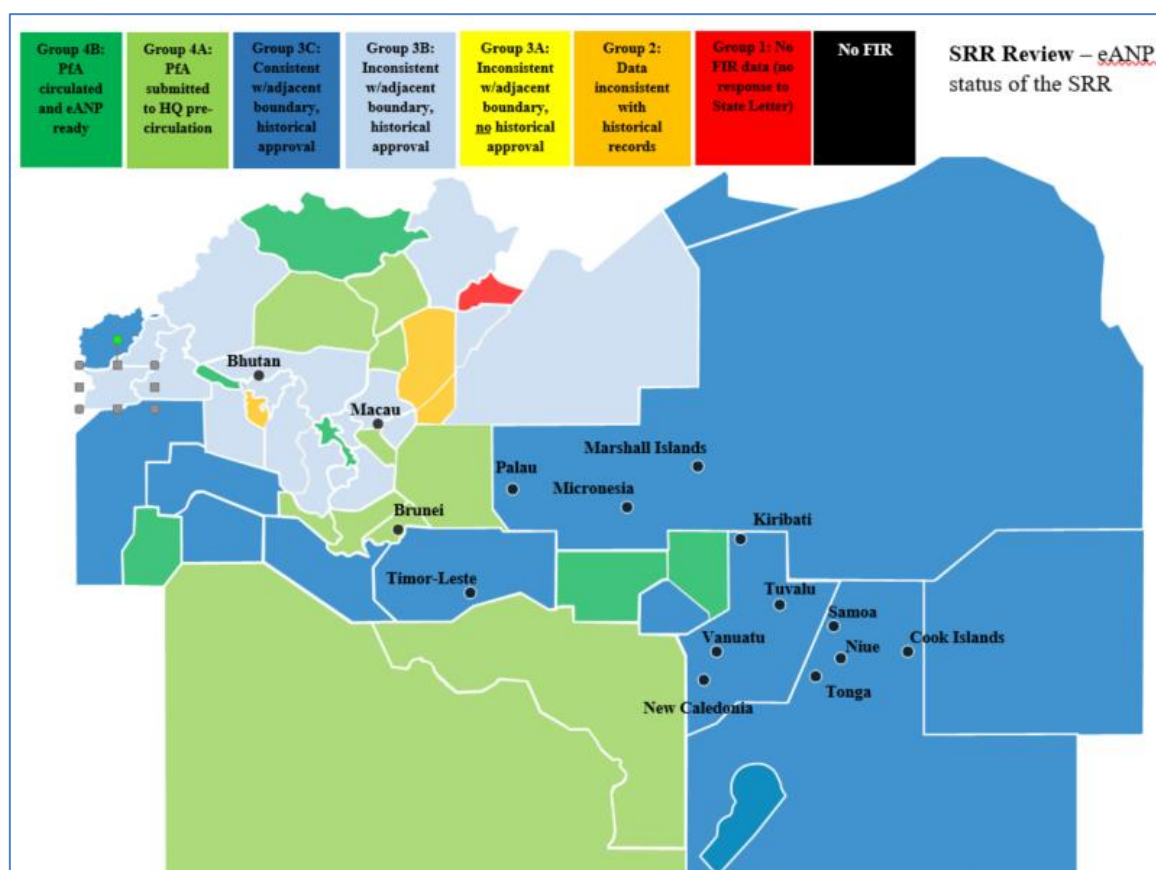 Group 4B:
PfA
circulated
and eANP
ready
Group 4A:
PfA
submitted
to HQ pre-
circulation
Group 3C:
Consistent
w/adjacent
boundary,
historical
approval
Group 3B:
Inconsistent
w/adjacent
boundary,
historical
approval
Group 3A:
Inconsistent
w/adjacent
boundary,
no historical
approval
Group 2:
Data
inconsistent
with
historical
records
Group 1: No
FIR data (no
response to
State Letter)
No FIR
SRR Review – eANP
status of the SRR
Bhutan
Macau
Marshall Islands
Palau
Micronesia
Brunei
Kiribati
Timor-Leste
Tuvalu
Samoa
Vanuatu
Niue
Cook Islands
Tonga
New Caledonia